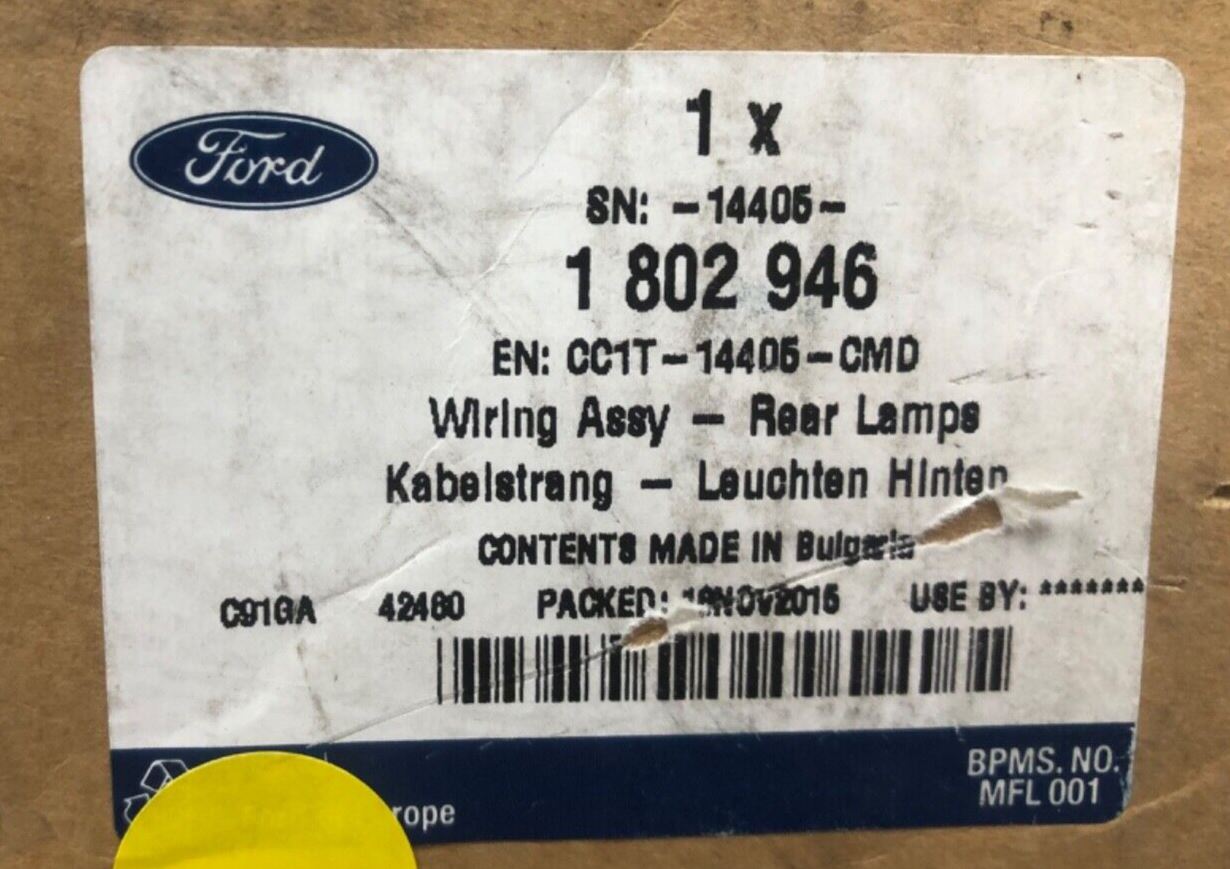 Ford
1 x
SN: -14405-
1 802 946
EN: CC1T-14405-CMD
Wiring Assy - Rear Lamps
Kabelstrang - Leuchten Hinten
CONTENTS MADE IN Bulgaria
C91GA 42460 PACKED: USE BY: *******
BPMS. NO.
MFL 001